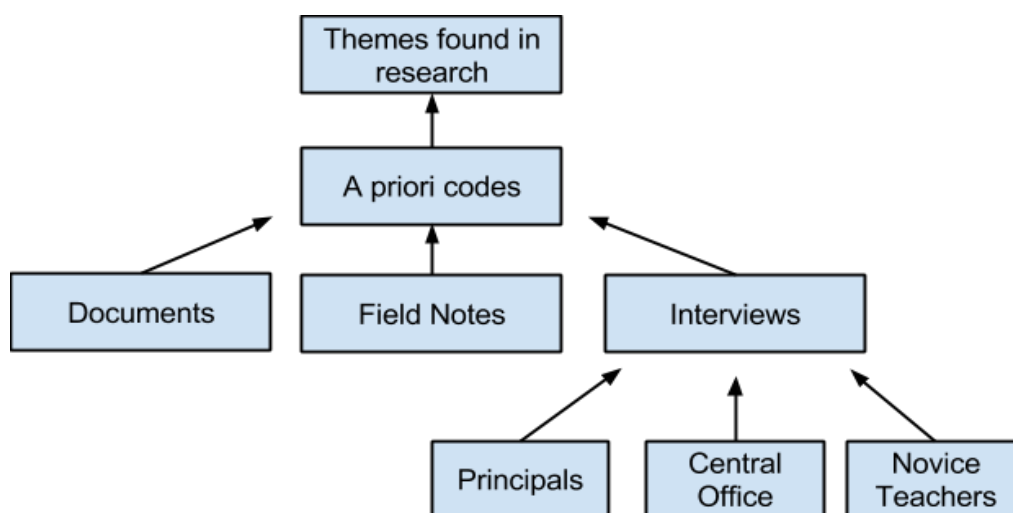 Themes found in
research
A priori codes
Documents
Field Notes
Interviews
Principals
Central
Office
Novice
Teachers